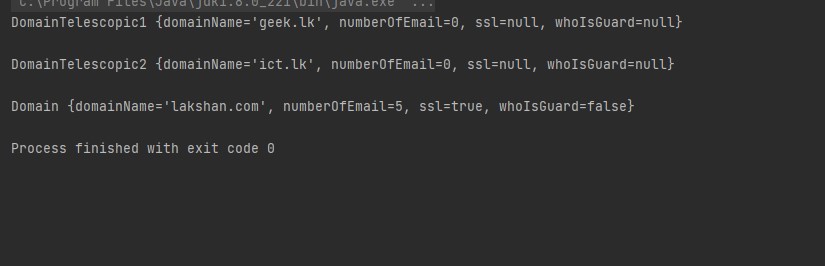 C:\Program Files\Java\jdk1.8.0_221\bin\java.exe" ...
DomainTelescopic1 {domainName='geek.lk', numberOfEmail=0, ssl=null, whoIsGuard=null}
DomainTelescopic2 {domainName='ict.lk', numberOfEmail=0, ssl=null, whoIsGuard=null}
Domain {domainName='lakshan.com', numberOfEmail=5, ssl=true, whoIsGuard=false}
Process finished with exit code 0